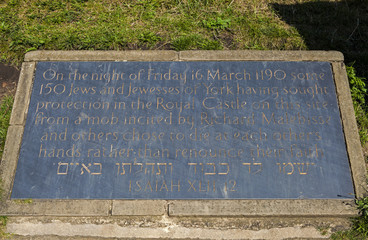 On the night of Friday 16 March 1190 some
150 Jews and Jewesses of York having sought
protection in the Royal Castle on this site
from a mob incited by Richard Malebisse
and others chose to die at each other's
hands rather than renounce their faith
ישימו לה׳ כבוד ותהלתו באיים
ISAIAH XLII 12